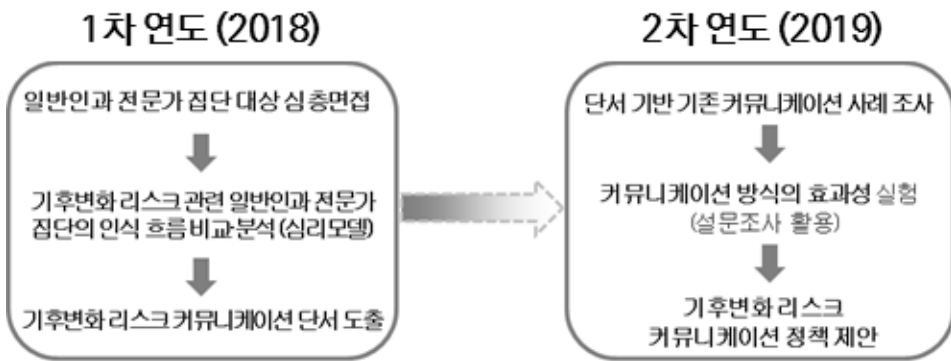 1차 연도 (2018)
일반인과 전문가 집단 대상 심층면접
기후변화 리스크 관련 일반인과 전문가
집단의 인식 흐름 비교·분석 (심리모델)
기후변화 리스크 커뮤니케이션 단서 도출
2차 연도 (2019)
단서 기반 기존 커뮤니케이션 사례 조사
커뮤니케이션 방식의 효과성 실험
(설문조사 활용)
기후변화 리스크
커뮤니케이션 정책 제안